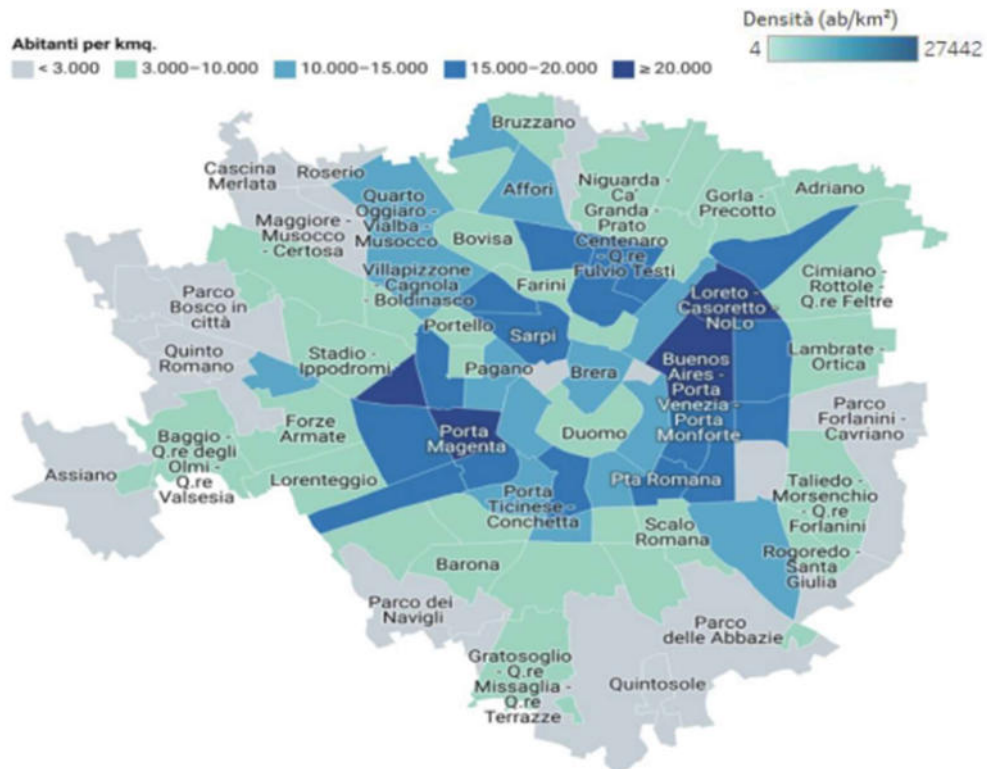 Densità (ab/km²)
4 27442
Abitanti per kmq.
< 3.000 3.000–10.000 10.000–15.000 15.000–20.000 ≥ 20.000
Bruzzano
Cascina
Merlata
Roserio
Affori
Niguarda -
Ca'
Granda -
Prato
Centenaro
- Q.re
Fulvio Testi
Gorla -
Precotto
Adriano
Quarto
Oggiaro -
Vialba -
Musocco
Maggiore -
Musocco
- Certosa
Bovisa
Villapizzone
- Cagnola
- Boldinasco
Farini
Cimiano -
Rottole -
Q.re Feltre
Parco
Bosco in
città
Loreto -
Casoretto -
NoLo
Portello
Sarpi
Quinto
Romano
Stadio -
Ippodromi
Pagano
Brera
Buenos
Aires -
Porta
Venezia -
Porta
Monforte
Lambrate -
Ortica
Parco
Forlanini -
Cavriano
Forze
Armate
Porta
Magenta
Duomo
Baggio -
Q.re degli
Olmi -
Q.re
Valsesia
Assiano
Lorenteggio
Pta Romana
Taliedo -
Morsenchio
- Q.re
Forlanini
Porta
Ticinese -
Conchetta
Scalo
Romana
Rogoredo -
Santa
Giulia
Barona
Parco dei
Navigli
Parco
delle Abbazie
Gratosoglio
- Q.re
Missaglia -
Q.re
Terrazze
Quintosole